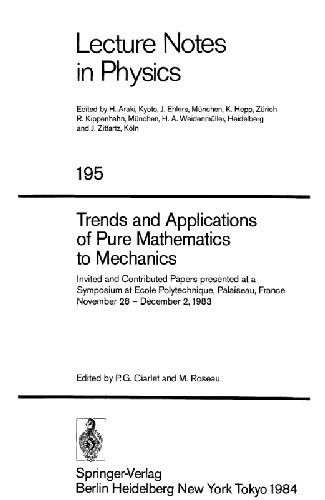 Lecture Notes
in Physics
Edited by H. Araki, Kyoto, J. Ehlers, München, K. Hepp, Zürich
R. Kippenhahn, München, H. A. Weidenmüller, Heidelberg
and J. Zittartz, Köln
195
Trends and Applications
of Pure Mathematics
to Mechanics
Invited and Contributed Papers presented at a
Symposium at Ecole Polytechnique, Palaiseau, France
November 28 – December 2, 1983
Edited by P.G. Ciarlet and M. Roseau
Springer-Verlag
Berlin Heidelberg New York Tokyo 1984